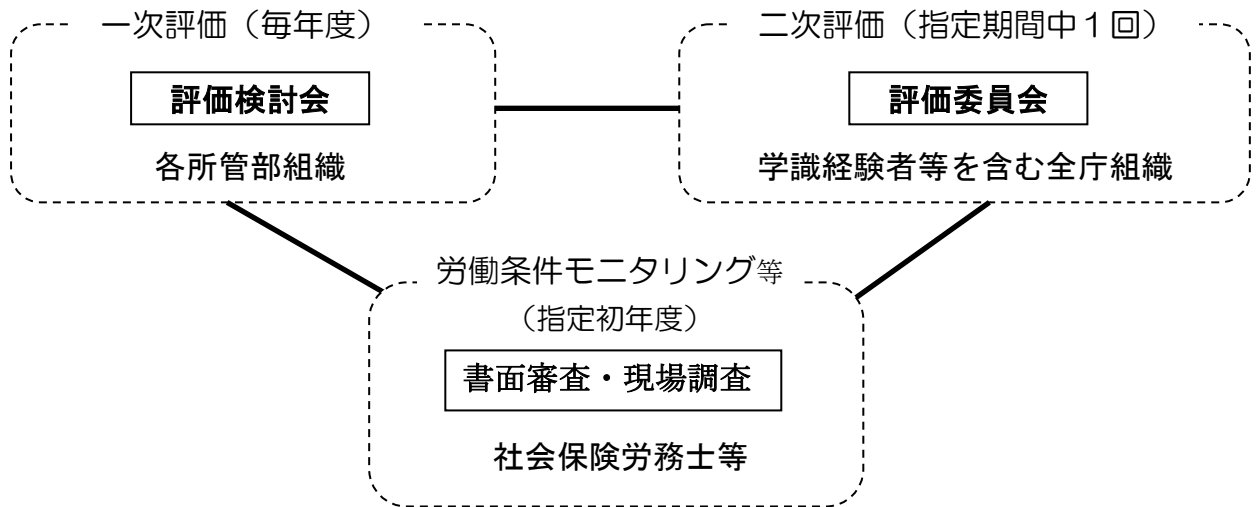 一次評価（毎年度）
評価検討会
各所管部組織
二次評価（指定期間中１回）
評価委員会
学識経験者等を含む全庁組織
労働条件モニタリング等
（指定初年度）
書面審査・現場調査
社会保険労務士等